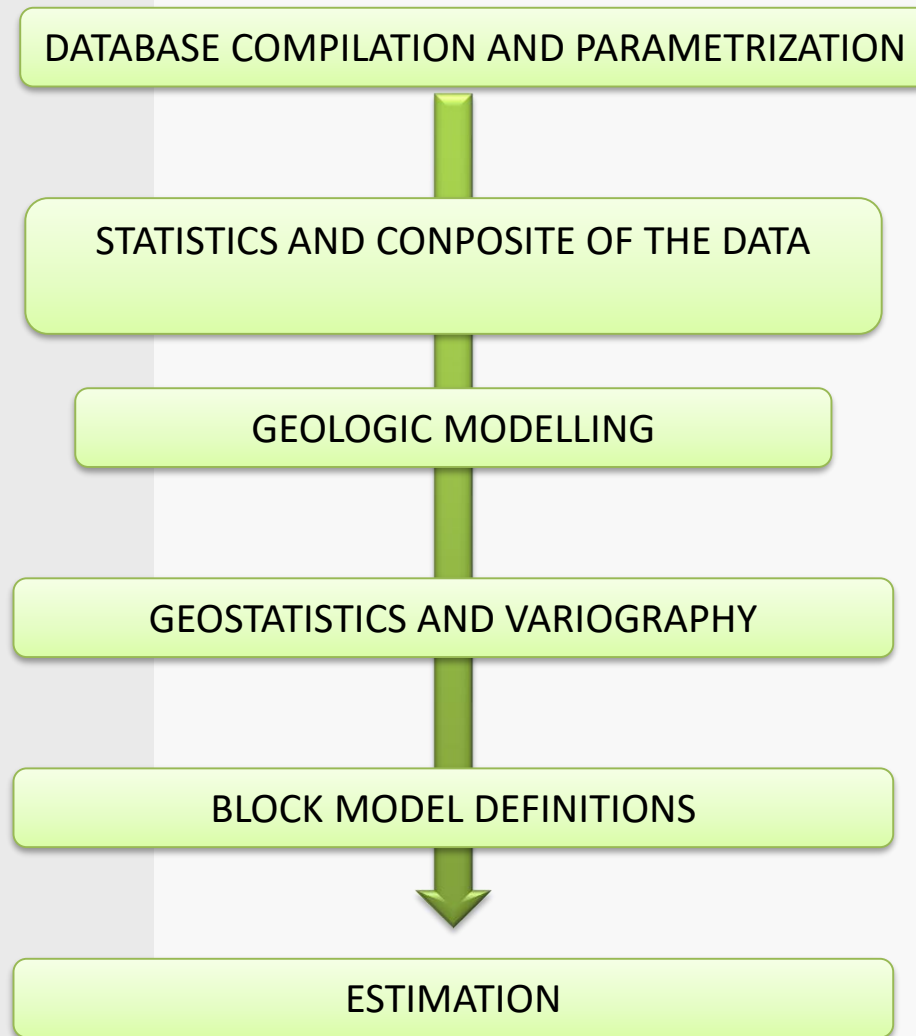 DATABASE COMPILATION AND PARAMETRIZATION
STATISTICS AND CONPOSITE OF THE DATA
GEOLOGIC MODELLING
GEOSTATISTICS AND VARIOGRAPHY
BLOCK MODEL DEFINITIONS
ESTIMATION